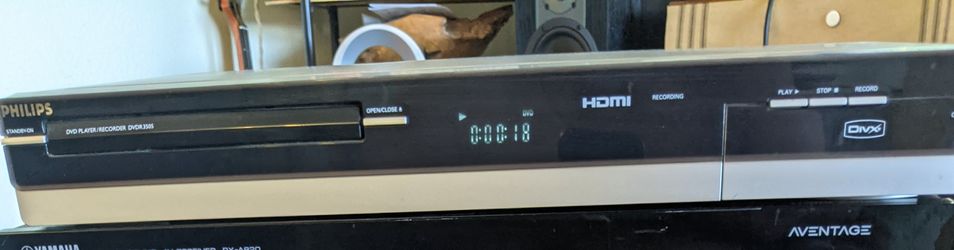 PHILIPS
STANDBY-ON
DVD PLAYER/RECORDER DVDR3505
OPEN/CLOSE
DVD
0:00:18
HDMI
RECORDING
PLAY
STOP
RECORD
DIVX
YAMAHA
AVENTAGE